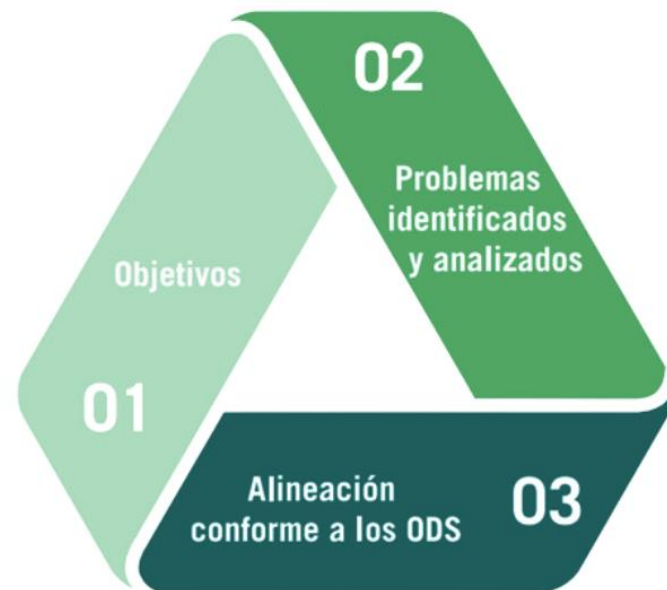 02
Problemas
identificados
y analizados
Objetivos
01
Alineación
conforme a los ODS
03